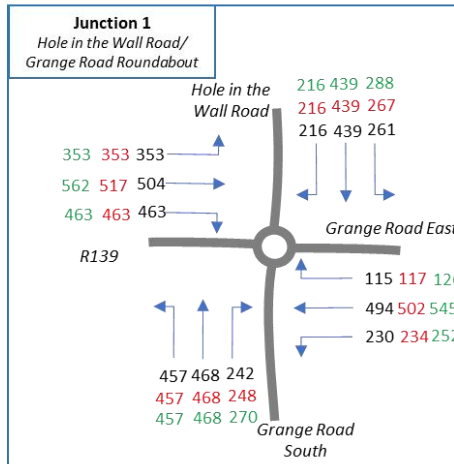 Junction 1
Hole in the Wall Road/
Grange Road Roundabout
Hole in the
Wall Road
216 439 288
216 439 267
216 439 261
353 353 353
562 517 504
463 463 463
R139
Grange Road East
115 117
494 502 545
230 234 252
457 468 242
457 468 248
457 468 270
Grange Road
South